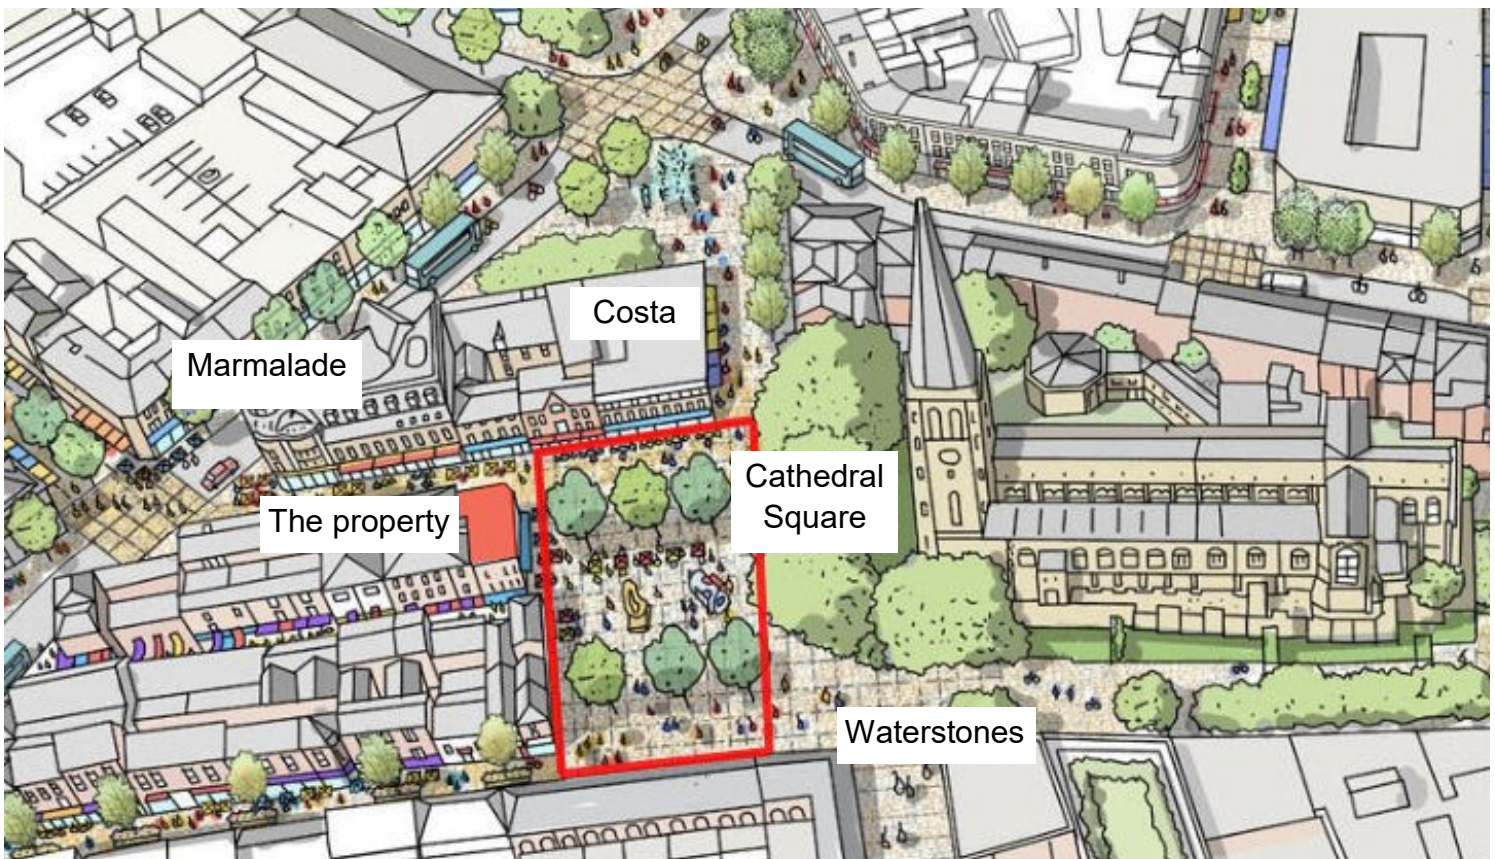 Costa
Marmalade
Cathedral
Square
The property
Waterstones